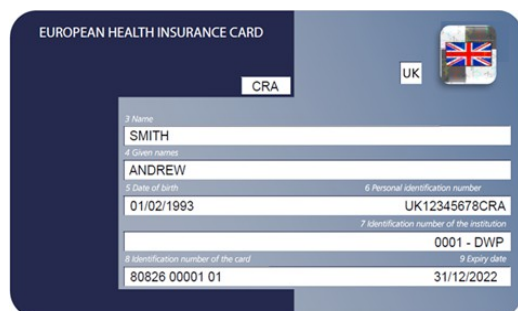 EUROPEAN HEALTH INSURANCE CARD
UK
CRA
3 Name
SMITH
4 Given names
ANDREW
5 Date of birth 6 Personal identification number
01/02/1993 UK12345678CRA
7 Identification number of the institution
0001 - DWP
8 Identification number of the card 9 Expiry date
80826 00001 01 31/12/2022